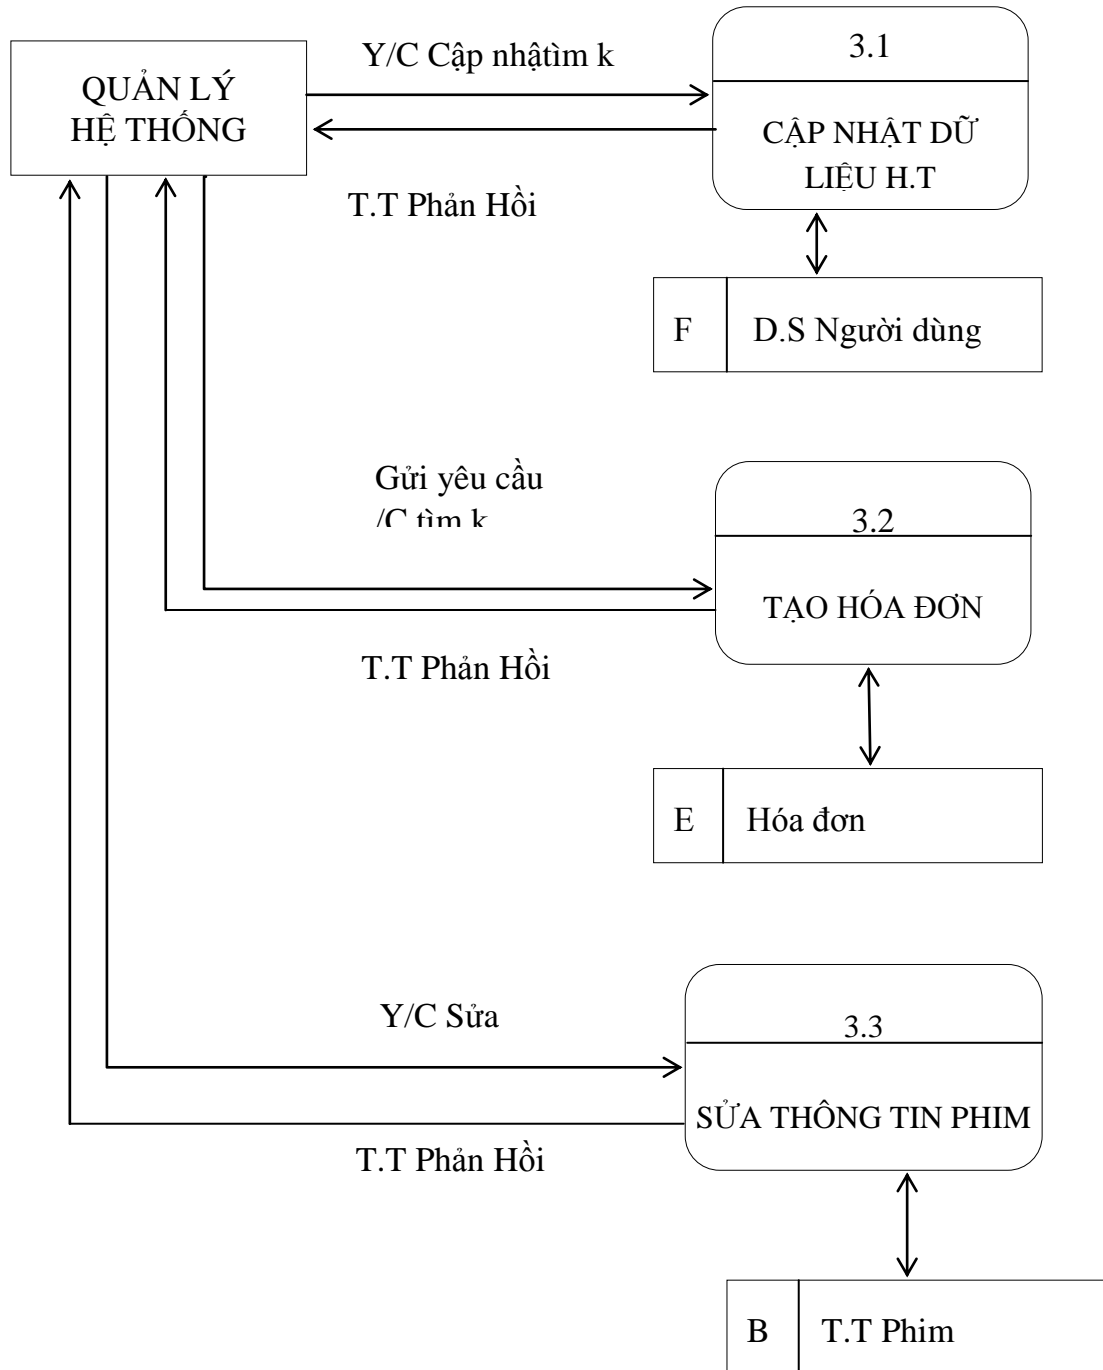 QUẢN LÝ
HỆ THỐNG
Y/C Cập nhậtìm k
T.T Phản Hồi
3.1
CẬP NHẬT DỮ
LIỆU H.T
F
D.S Người dùng
Gửi yêu cầu
/C tìm k
T.T Phản Hồi
3.2
TẠO HÓA ĐƠN
E
Hóa đơn
Y/C Sửa
T.T Phản Hồi
3.3
SỬA THÔNG TIN PHIM
B
T.T Phim